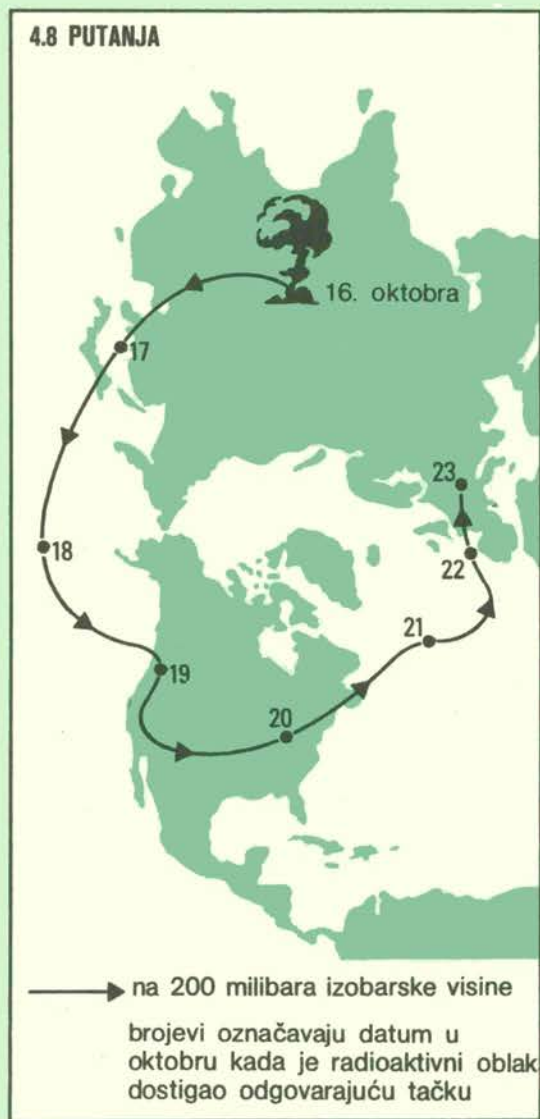 4.8 PUTANJA
16. oktobra
17
18
19
20
21
22
23
na 200 milibara izobarske visine
brojevi označavaju datum u
oktobru kada je radioaktivni oblak
dostigao odgovarajuću tačku